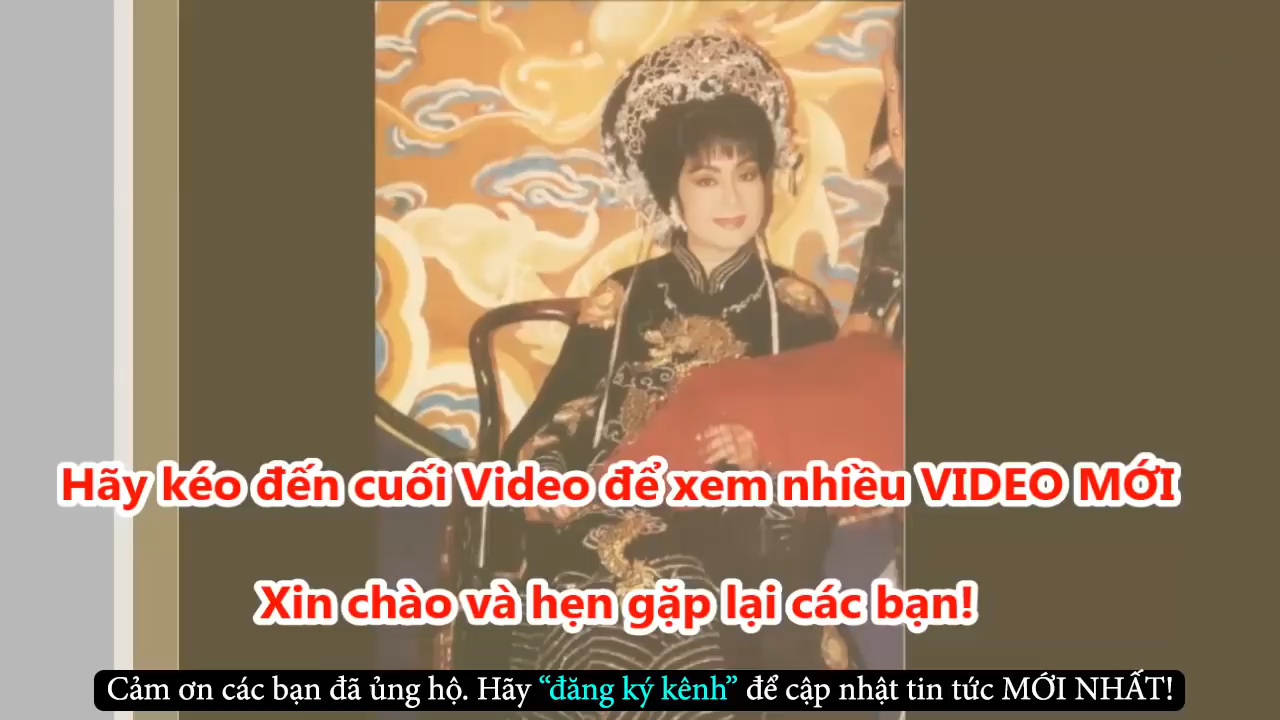 Hãy kéo đến cuối Video để xem nhiều VIDEO MỚI
Xin chào và hẹn gặp lại các bạn!
Cảm ơn các bạn đã ủng hộ. Hãy “đăng ký kênh” để cập nhật tin tức MỚI NHẤT!